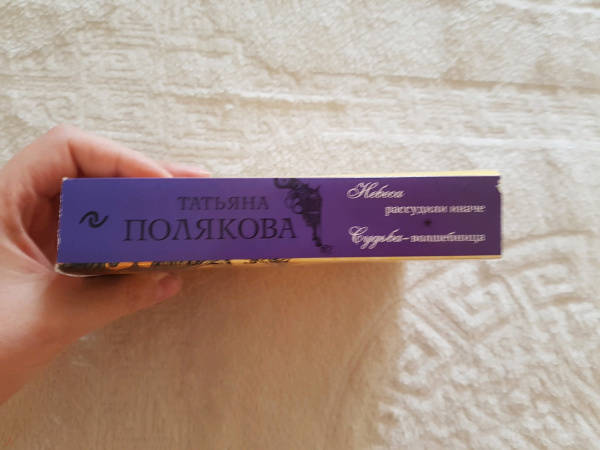 ТАТЬЯНА
ПОЛЯКОВА
Небеса
рассудили иначе
*
Судьба-волшебница